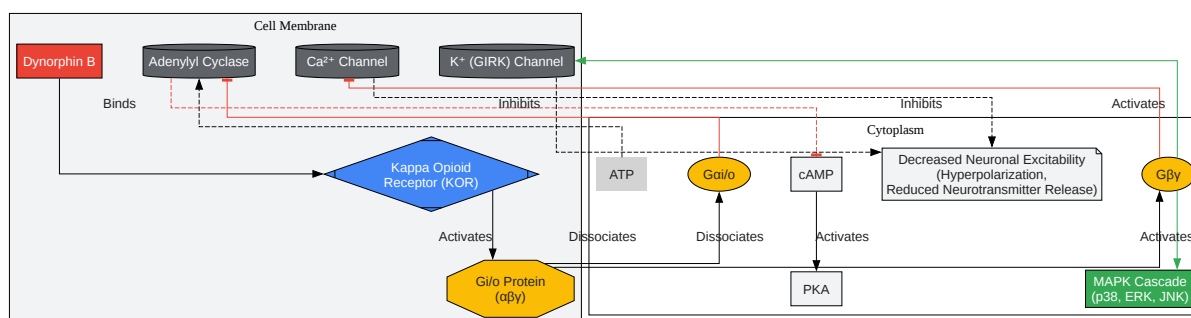 Cell Membrane
Dynorphin B
Adenylyl Cyclase
Ca²⁺ Channel
K⁺ (GIRK) Channel
Binds
Inhibits
Inhibits
Activates
Cytoplasm
Kappa Opioid
Receptor (KOR)
ATP
Gαi/o
cAMP
Decreased Neuronal Excitability
(Hyperpolarization,
Reduced Neurotransmitter Release)
Gβγ
Activates
Dissociates
Dissociates
Activates
Activates
Gi/o Protein
(αβγ)
PKA
MAPK Cascade
(p38, ERK, JNK)